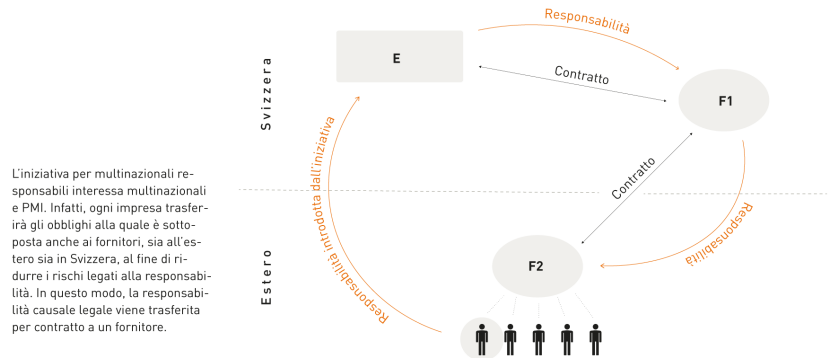 Responsabilità
Svizzera
E
Contratto
F1
L'iniziativa per multinazionali re-
sponsabili interessa multinazionali
e PMI. Infatti, ogni impresa trasfer-
irà gli obblighi alla quale è sotto-
posta anche ai fornitori, sia all'es-
tero sia in Svizzera, al fine di ri-
durre i rischi legati alla responsabi-
lità. In questo modo, la responsabi-
lità causale legale viene trasferita
per contratto a un fornitore.
Responsabilità introdotta dall'iniziativa
Contratto
Responsabilità
Estero
F2